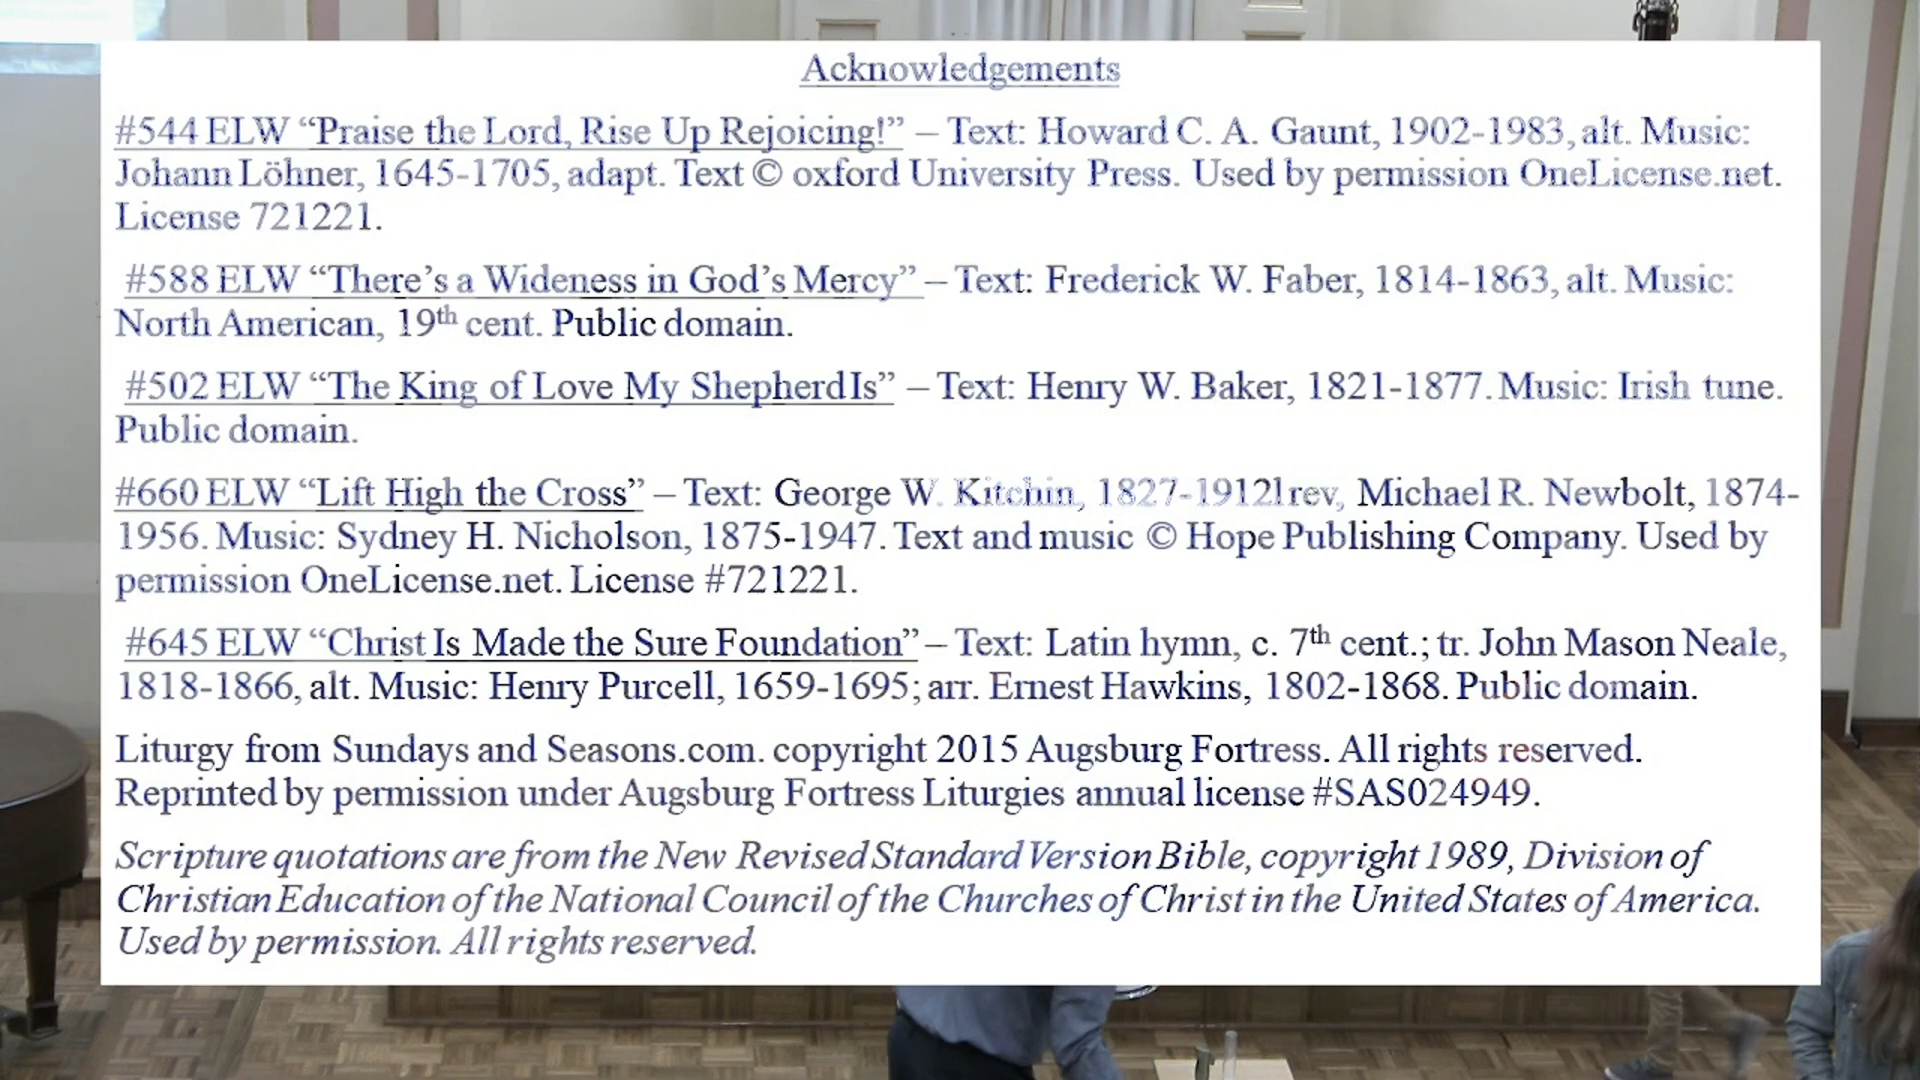 Acknowledgements
#544 ELW “Praise the Lord, Rise Up Rejoicing!” – Text: Howard C. A. Gaunt, 1902-1983, alt. Music:
Johann Löhner, 1645-1705, adapt. Text © oxford University Press. Used by permission OneLicense.net.
License 721221.
#588 ELW “There’s a Wideness in God’s Mercy” – Text: Frederick W. Faber, 1814-1863, alt. Music:
North American, 19th cent. Public domain.
#502 ELW “The King of Love My Shepherd Is” – Text: Henry W. Baker, 1821-1877. Music: Irish tune.
Public domain.
#660 ELW “Lift High the Cross” – Text: George W. Kitchin, 1827-1912l rev, Michael R. Newbolt, 1874-
1956. Music: Sydney H. Nicholson, 1875-1947. Text and music © Hope Publishing Company. Used by
permission OneLicense.net. License #721221.
#645 ELW “Christ Is Made the Sure Foundation” – Text: Latin hymn, c. 7th cent.; tr. John Mason Neale,
1818-1866, alt. Music: Henry Purcell, 1659-1695; arr. Ernest Hawkins, 1802-1868. Public domain.
Liturgy from Sundays and Seasons.com. copyright 2015 Augsburg Fortress. All rights reserved.
Reprinted by permission under Augsburg Fortress Liturgies annual license #SAS024949.
Scripture quotations are from the New Revised Standard Version Bible, copyright 1989, Division of
Christian Education of the National Council of the Churches of Christ in the United States of America.
Used by permission. All rights reserved.